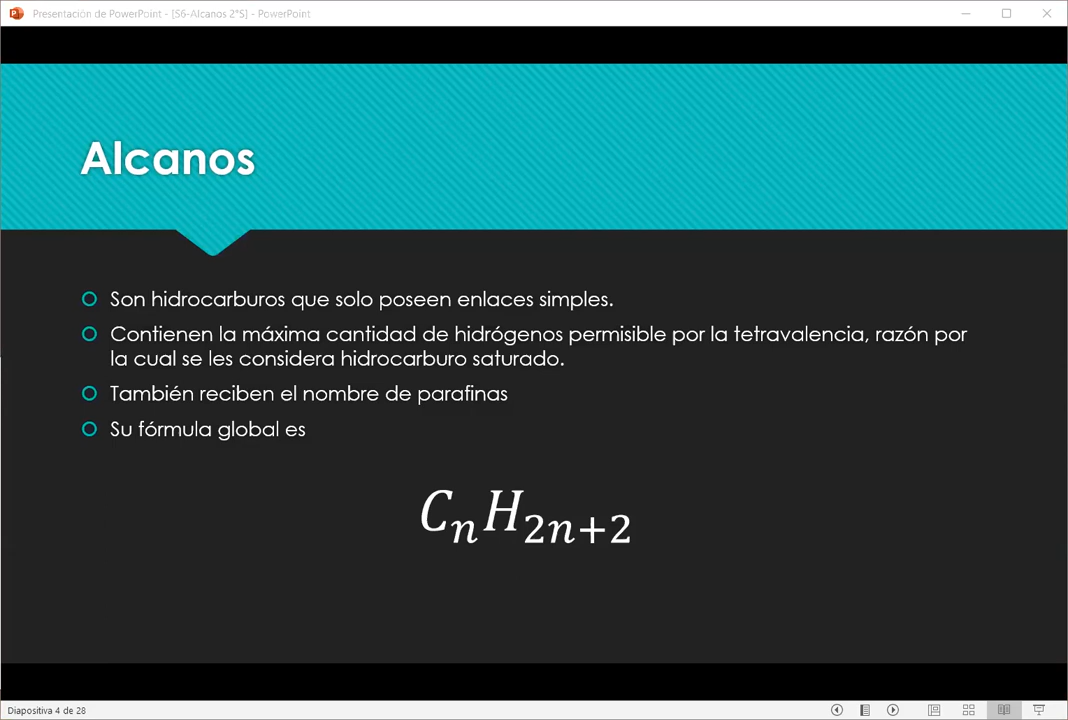 Presentación de PowerPoint - [S6-Alcanos 2°S] - PowerPoint
Alcanos
Son hidrocarburos que solo poseen enlaces simples.
Contienen la máxima cantidad de hidrógenos permisible por la tetravalencia, razón por
la cual se les considera hidrocarburo saturado.
También reciben el nombre de parafinas
Su fórmula global es
CₙH₂ₙ₊₂
Diapositiva 4 de 28